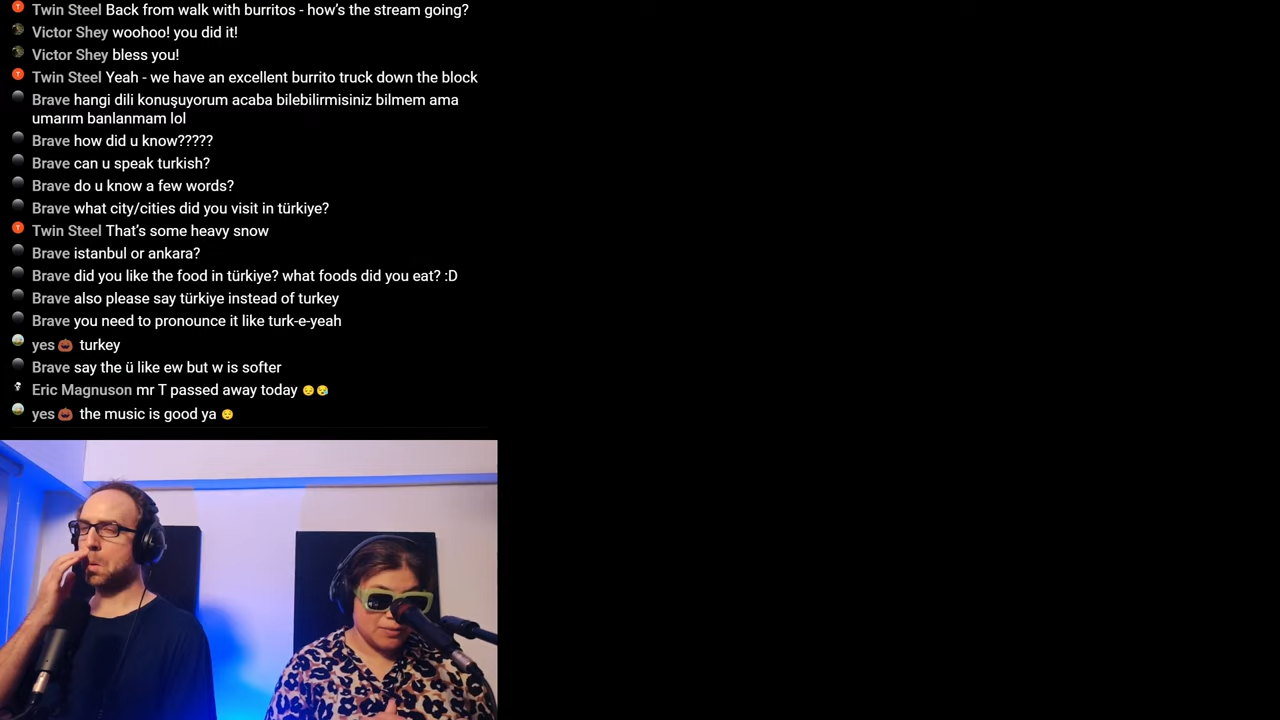 Twin Steel Back from walk with burritos - how’s the stream going?
Victor Shey woohoo! you did it!
Victor Shey bless you!
Twin Steel Yeah - we have an excellent burrito truck down the block
Brave hangi dili konuşuyorum acaba bilebilirmisiniz bilmem ama
umarım banlanmam lol
Brave how did u know?????
Brave can u speak turkish?
Brave do u know a few words?
Brave what city/cities did you visit in türkiye?
Twin Steel That’s some heavy snow
Brave istanbul or ankara?
Brave did you like the food in türkiye? what foods did you eat? :D
Brave also please say türkiye instead of turkey
Brave you need to pronounce it like turk-e-yeah
yes 🎃 turkey
Brave say the ü like ew but w is softer
Eric Magnuson mr T passed away today 😔😥
yes 🎃 the music is good ya 😌